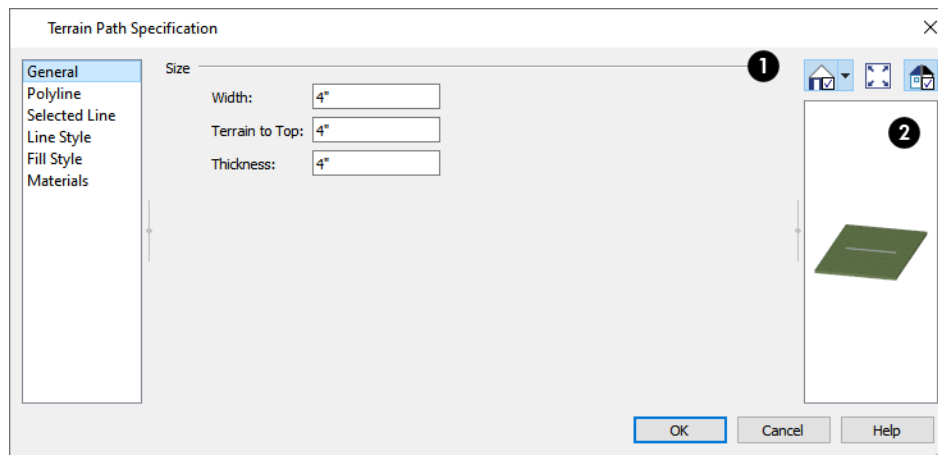 Terrain Path Specification
General
Polyline
Selected Line
Line Style
Fill Style
Materials
Size
Width: 4"
Terrain to Top: 4"
Thickness: 4"
1
2
OK Cancel Help